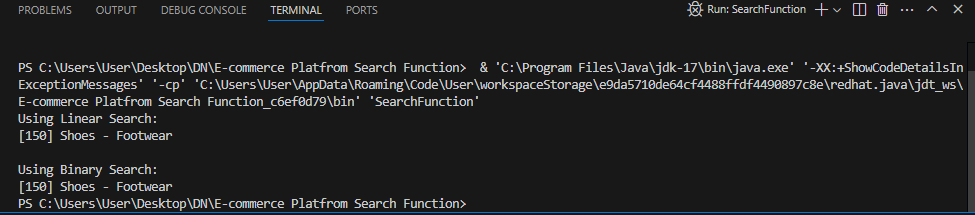 PROBLEMS OUTPUT DEBUG CONSOLE TERMINAL PORTS Run: SearchFunction
PS C:\Users\User\Desktop\DN\E-commerce Platfrom Search Function>  & 'C:\Program Files\Java\jdk-17\bin\java.exe' '-XX:+ShowCodeDetailsIn
ExceptionMessages' '-cp' 'C:\Users\User\AppData\Roaming\Code\User\workspaceStorage\e9da5710de64cf4488ffdf4490897c8e\redhat.java\jdt_ws\
E-commerce Platfrom Search Function_c6ef0d79\bin' 'SearchFunction'
Using Linear Search:
[150] Shoes - Footwear
Using Binary Search:
[150] Shoes - Footwear
PS C:\Users\User\Desktop\DN\E-commerce Platfrom Search Function>